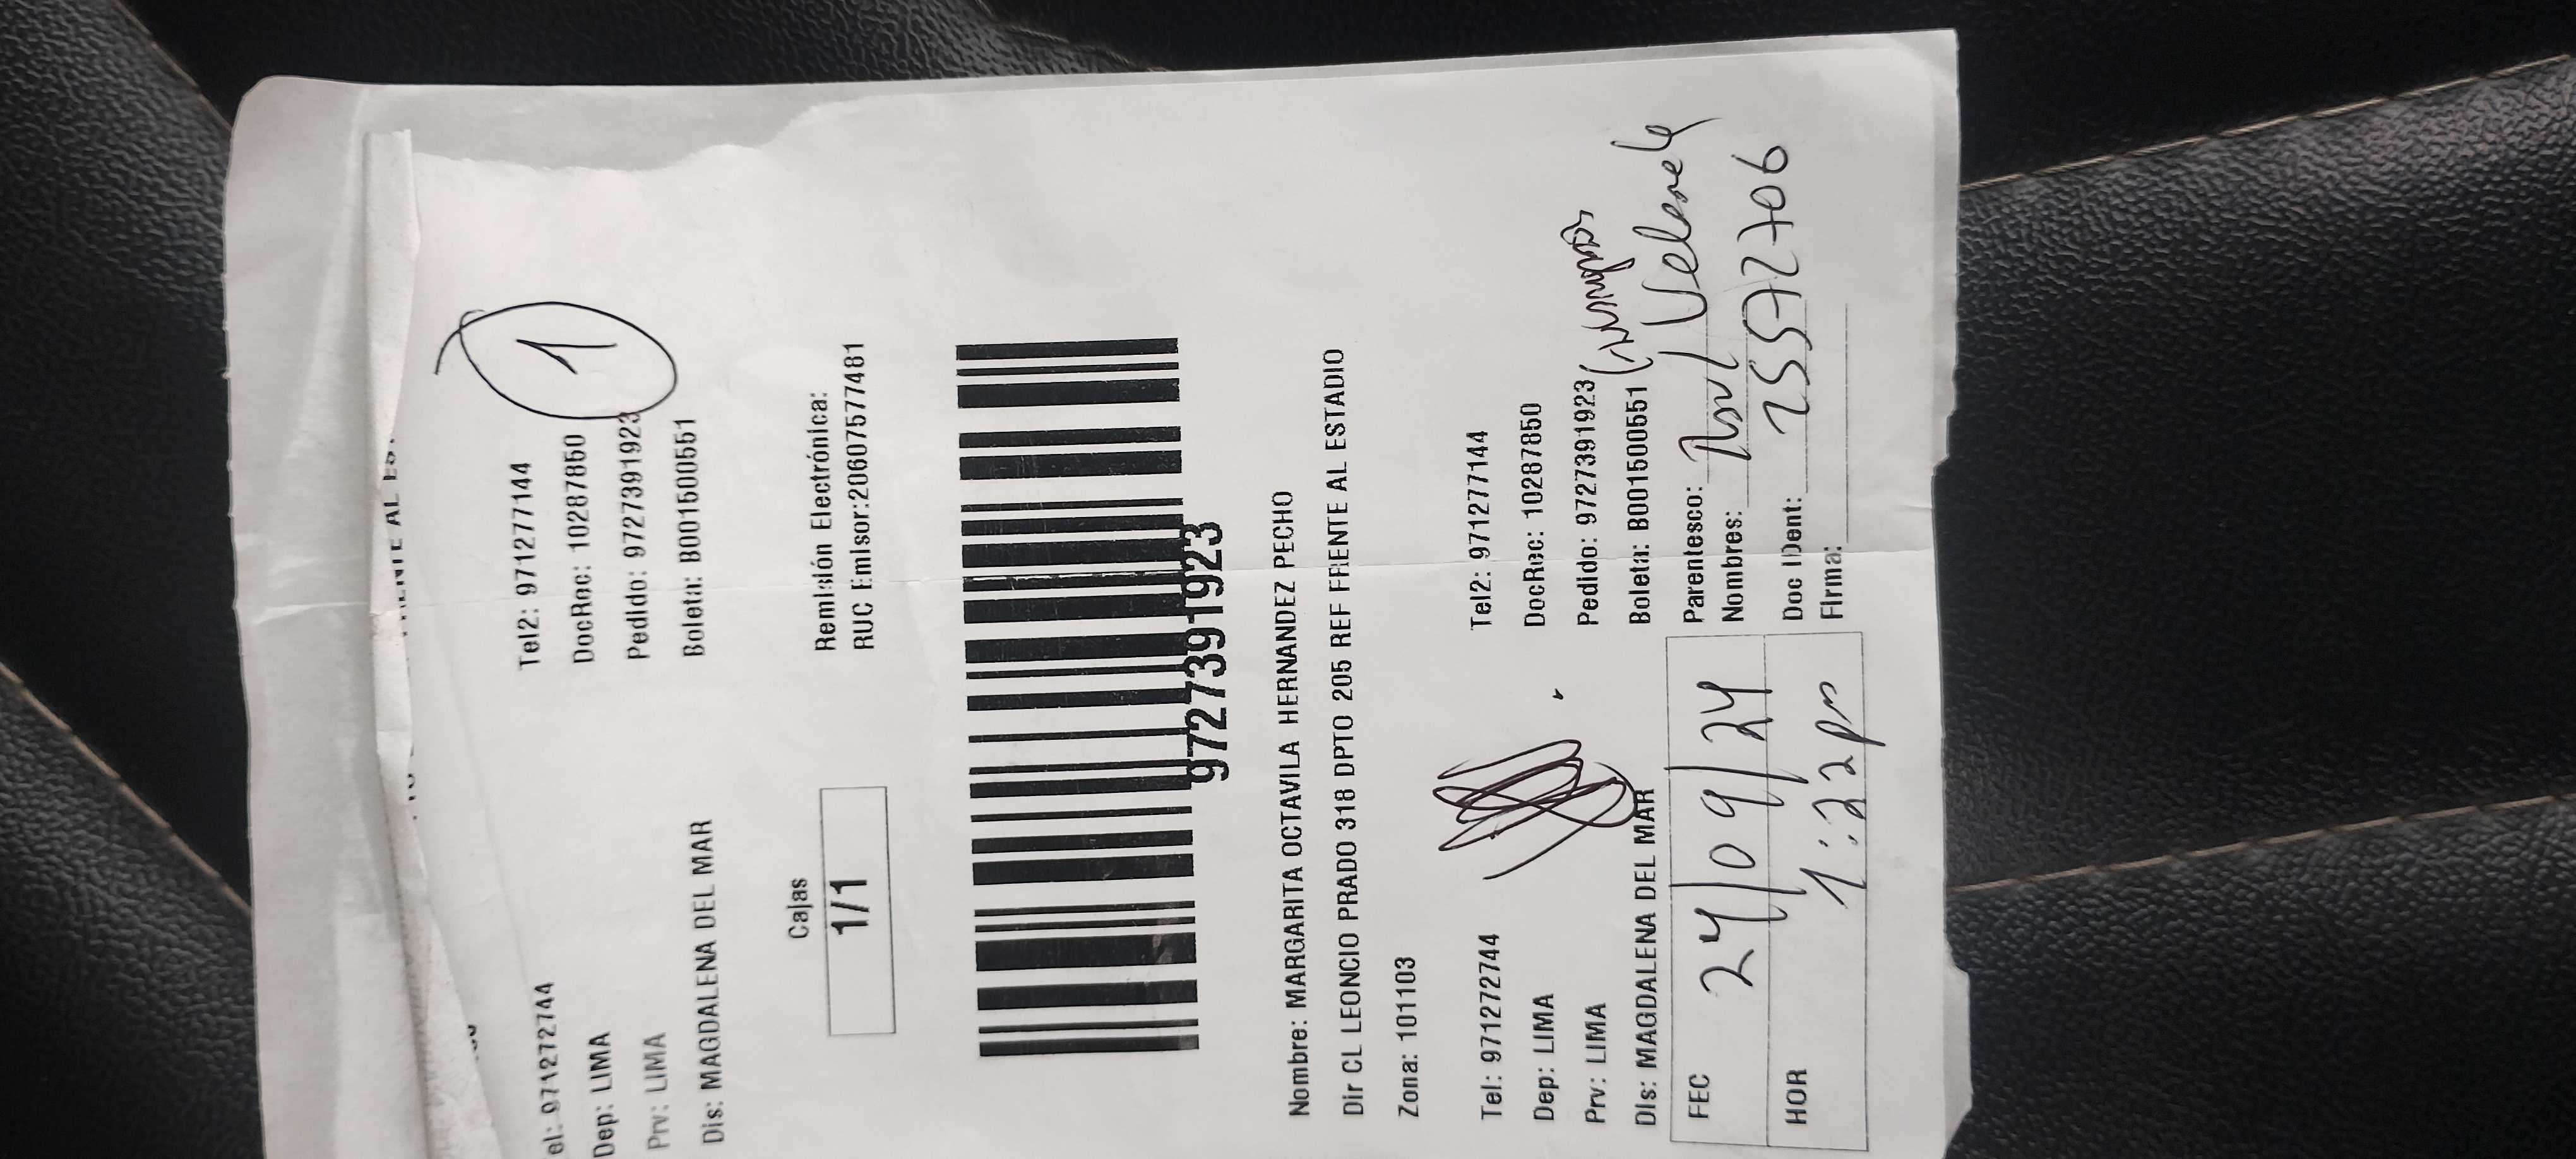 Tel2: 971277144
DocRec: 10287850
Pedido: 9727391923
Boleta: B001500551
1
el: 971272744
Dep: LIMA
Prv: LIMA
Dis: MAGDALENA DEL MAR
Cajas
1/1
Remisión Electrónica:
RUC Emisor:20607577481
9727391923
Nombre: MARGARITA OCTAVILA HERNANDEZ PECHO
Dir CL LEONCIO PRADO 318 DPTO 205 REF FRENTE AL ESTADIO
Zona: 101103
Tel: 971272744
Tel2: 971277144
Dep: LIMA
DocRec: 10287850
Prv: LIMA
Pedido: 9727391923
Dis: MAGDALENA DEL MAR
Boleta: B001500551
FEC 24/09/24
HOR 1:22 pm
Parentesco:
Nombres:
Doc IDent: 25572706
Firma: